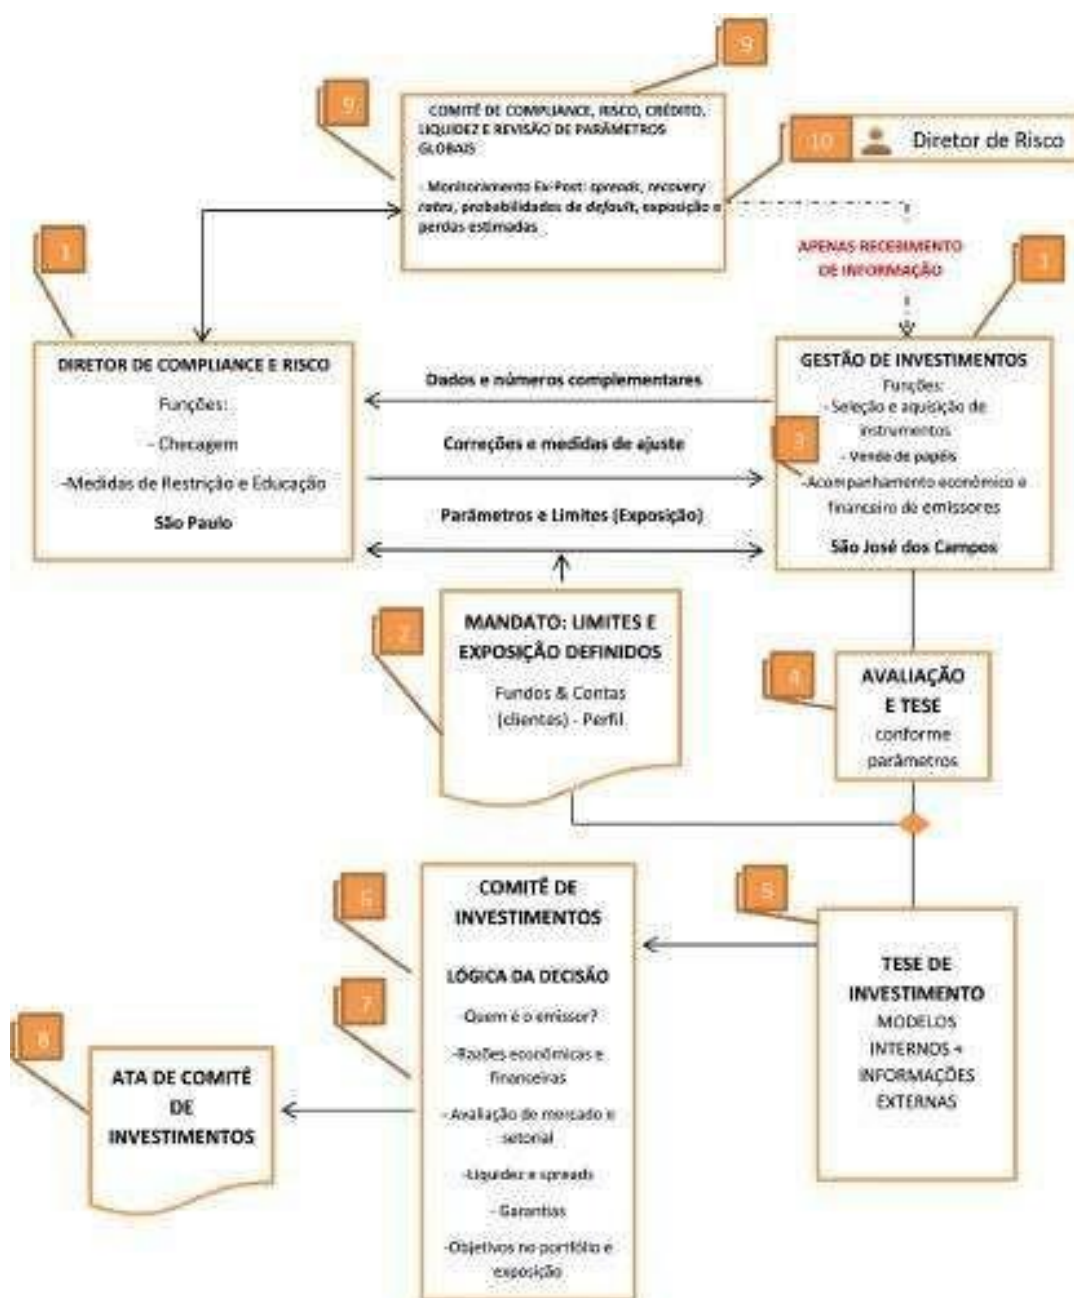 9
9
COMITÊ DE COMPLIANCE, RISCO, CRÉDITO,
LIQUIDEZ E REVISÃO DE PARÂMETROS
GLOBAIS
- Monitoramento Ex-Post: spreads, recovery
rates, probabilidades de default, exposição e
perdas estimadas
10
Diretor de Risco
APENAS RECEBIMENTO
DE INFORMAÇÃO
1
1
DIRETOR DE COMPLIANCE E RISCO
Funções:
- Checagem
-Medidas de Restrição e Educação
São Paulo
Dados e números complementares
Correções e medidas de ajuste
Parâmetros e Limites (Exposição)
GESTÃO DE INVESTIMENTOS
Funções:
- Seleção e aquisição de
instrumentos
3
- Venda de papéis
-Acompanhamento econômico e
financeiro de emissores
São José dos Campos
2
MANDATO: LIMITES E
EXPOSIÇÃO DEFINIDOS
Fundos & Contas
(clientes) - Perfil
4
AVALIAÇÃO
E TESE
conforme
parâmetros
5
TESE DE
INVESTIMENTO
MODELOS
INTERNOS +
INFORMAÇÕES
EXTERNAS
COMITÊ DE
INVESTIMENTOS
LÓGICA DA DECISÃO
7
-Quem é o emissor?
-Razões econômicas e
financeiras
- Avaliação de mercado e
setorial
-Liquidez e spreads
- Garantias
-Objetivos no portfólio e
exposição
8
ATA DE COMITÊ
DE
INVESTIMENTOS